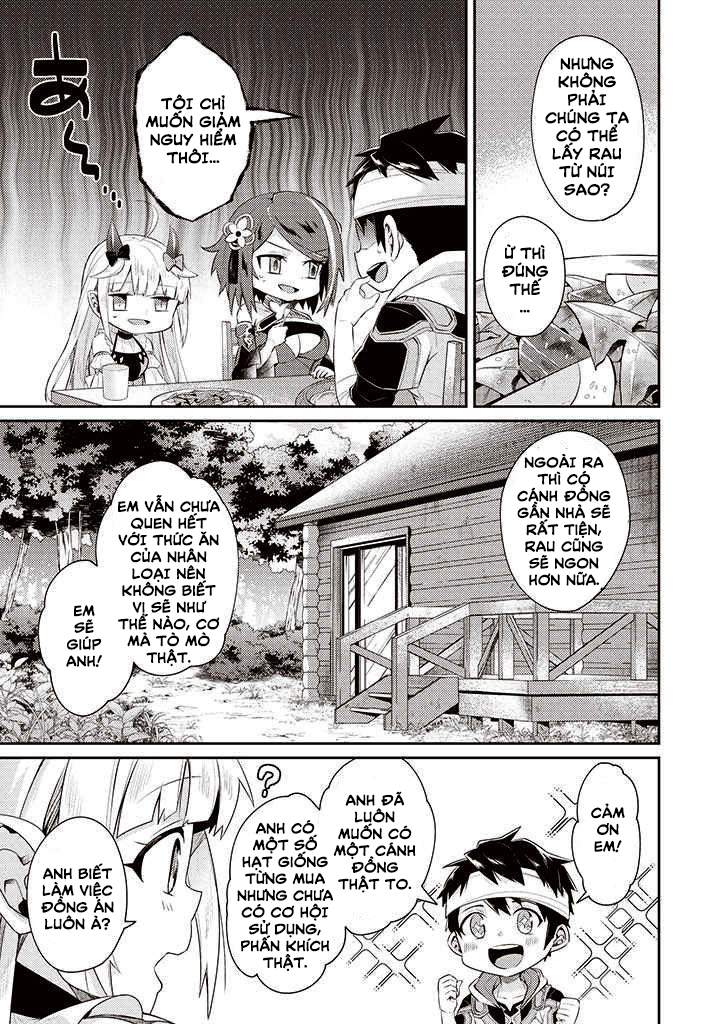 NHƯNG
KHÔNG
PHẢI
CHÚNG TA
CÓ THỂ
LẤY RAU
TỪ NÚI
SAO?
Ừ THÌ
ĐÚNG
THẾ
...
TÔI CHỈ
MUỐN GIẢM
NGUY HIỂM
THÔI...
あ〜
NGOÀI RA
THÌ CÓ
CÁNH ĐỒNG
GẦN NHÀ SẼ
RẤT TIỆN,
RAU CŨNG
SẼ NGON
HƠN NỮA.
EM VẪN CHƯA
QUEN HẾT
VỚI THỨC ĂN
CỦA NHÂN
LOẠI NÊN
KHÔNG BIẾT
VỊ SẼ NHƯ
THẾ NÀO, CƠ
MÀ TÒ MÒ
THẬT.
EM
SẼ
GIÚP
ANH!
CẢM
ƠN
EM!
ANH ĐÃ
LUÔN
MUỐN CÓ
MỘT CÁNH
ĐỒNG
THẬT TO.
ANH CÓ
MỘT SỐ
HẠT GIỐNG
TỪNG MUA
NHƯNG CHƯA
CÓ CƠ HỘI
SỬ DỤNG,
PHẤN KHÍCH
THẬT.
?
ANH BIẾT
LÀM VIỆC
ĐỒNG ÁN
LUÔN À?